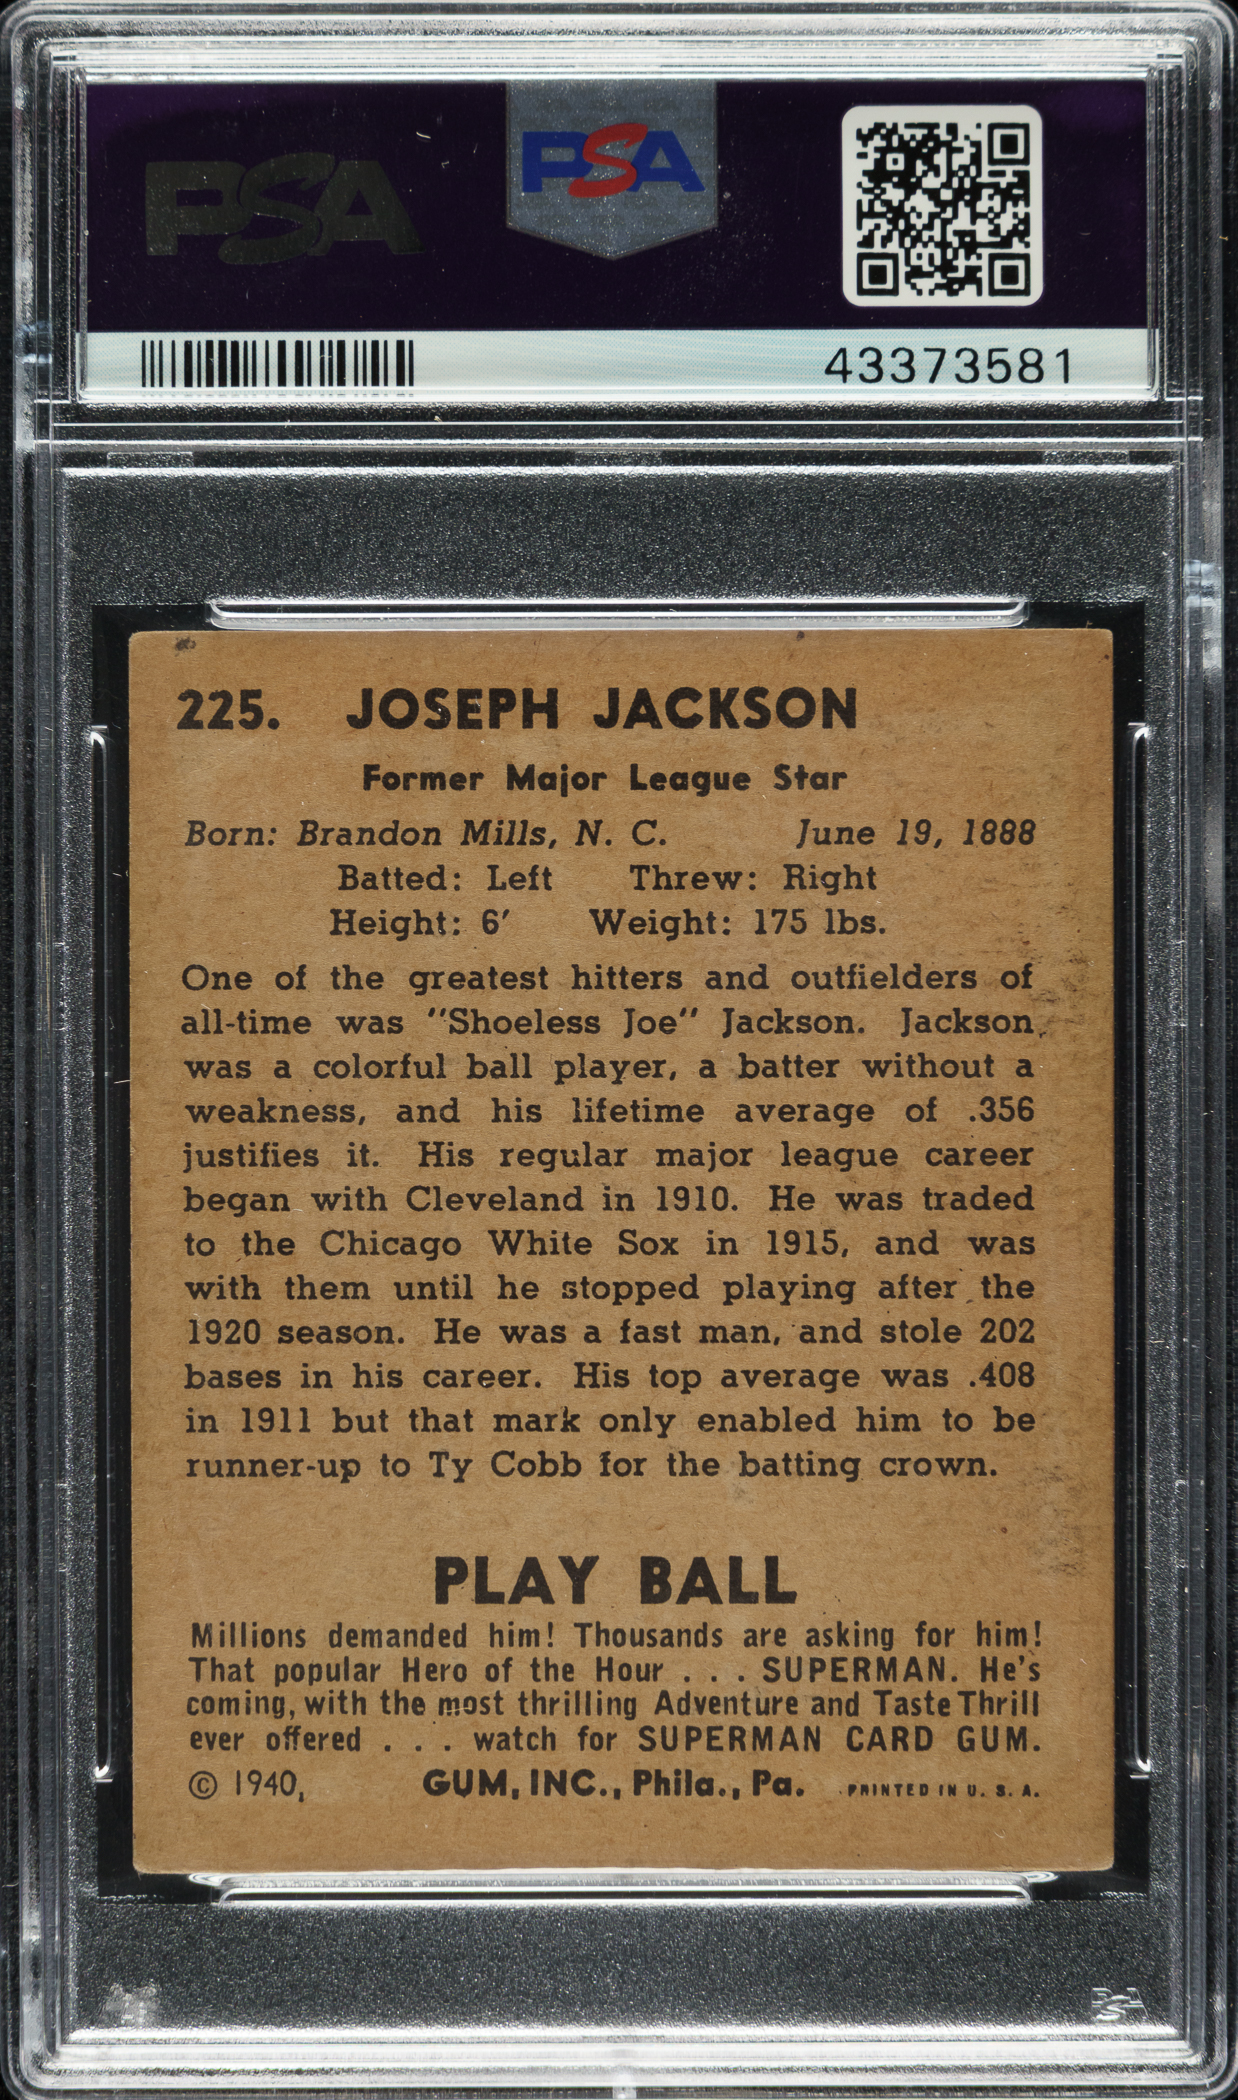 PSA
PSA
43373581
225. JOSEPH JACKSON
Former Major League Star
Born: Brandon Mills, N. C. June 19, 1888
Batted: Left Threw: Right
Height: 6′ Weight: 175 lbs.
One of the greatest hitters and outfielders of
all-time was "Shoeless Joe" Jackson. Jackson
was a colorful ball player, a batter without a
weakness, and his lifetime average of .356
justifies it. His regular major league career
began with Cleveland in 1910. He was traded
to the Chicago White Sox in 1915, and was
with them until he stopped playing after the
1920 season. He was a fast man, and stole 202
bases in his career. His top average was .408
in 1911 but that mark only enabled him to be
runner-up to Ty Cobb for the batting crown.
PLAY BALL
Millions demanded him! Thousands are asking for him!
That popular Hero of the Hour . . . SUPERMAN. He's
coming, with the most thrilling Adventure and Taste Thrill
ever offered . . . watch for SUPERMAN CARD GUM.
© 1940, GUM, INC., Phila., Pa. PRINTED IN U. S. A.
PSA